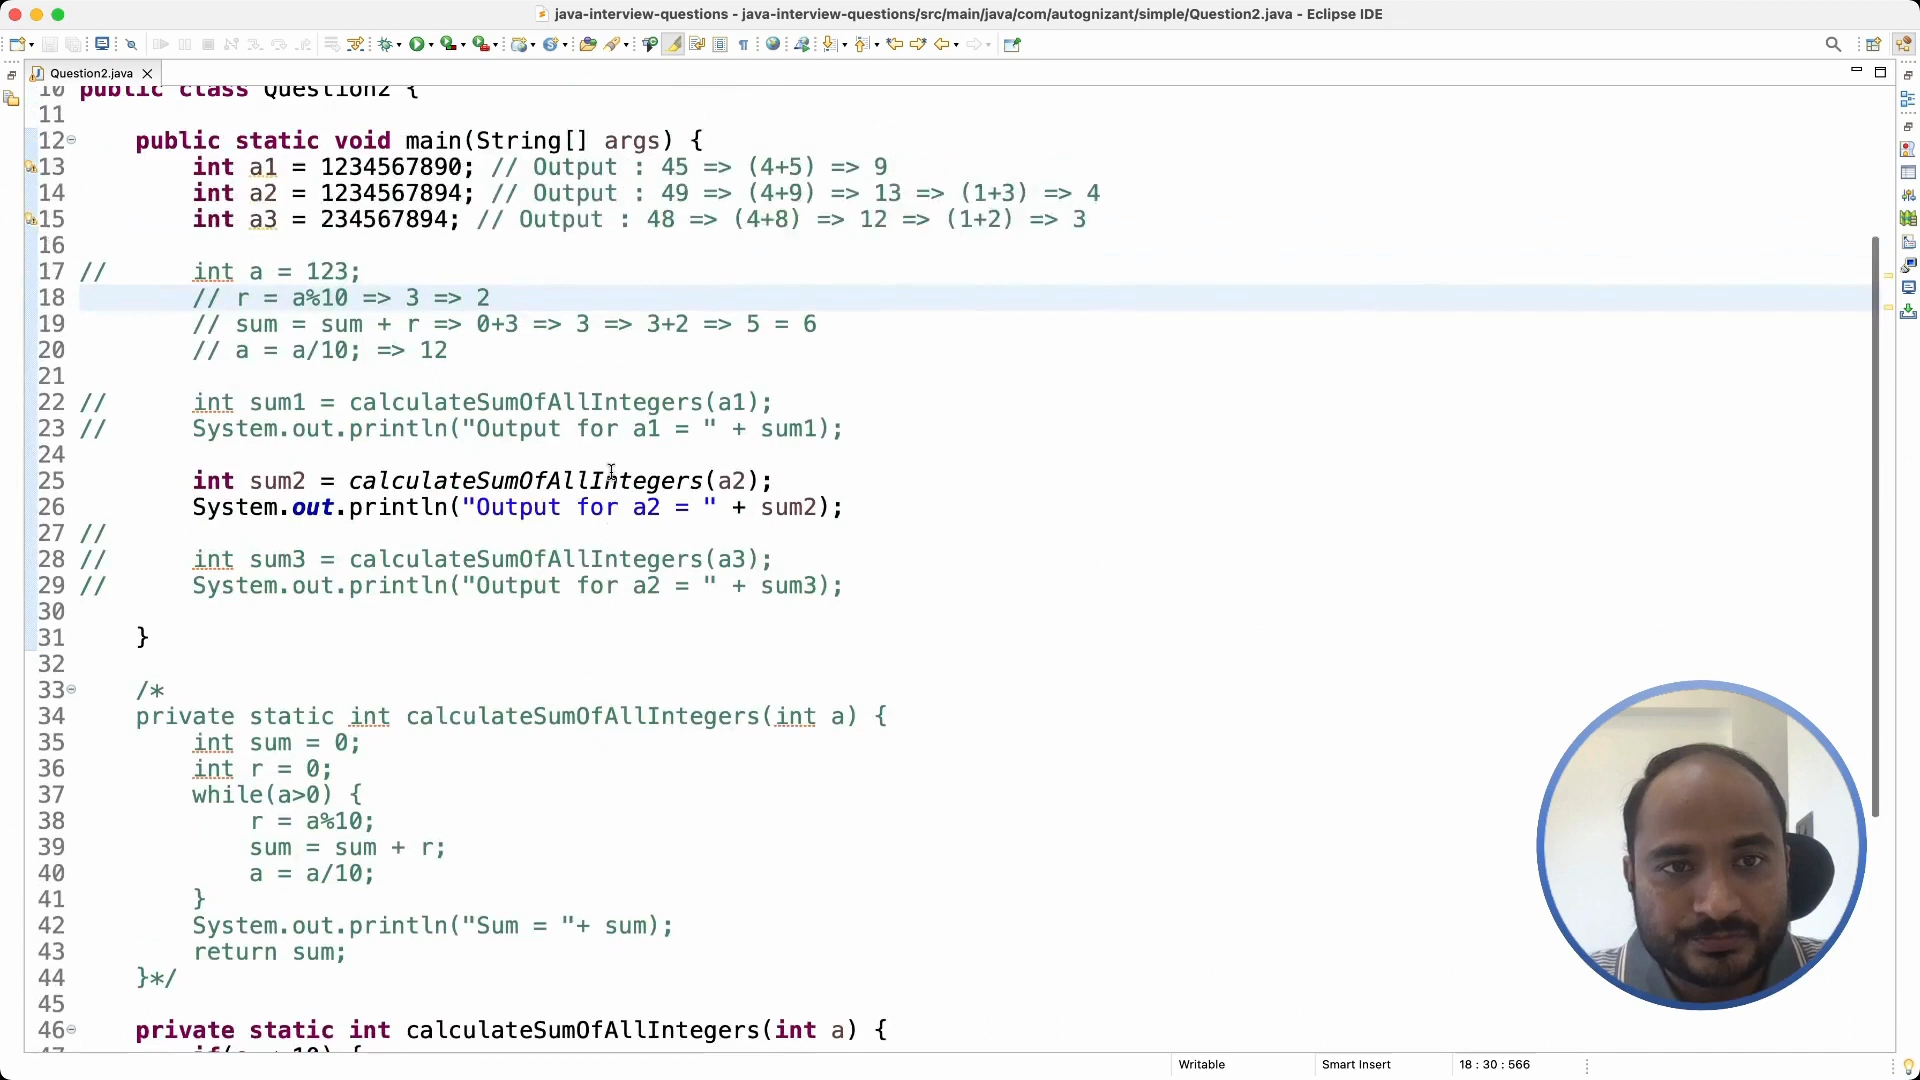 java-interview-questions - java-interview-questions/src/main/java/com/autognizant/simple/Question2.java - Eclipse IDE
Question2.java
10 public class Question2 {
11
12 public static void main(String[] args) {
13 int a1 = 1234567890; // Output : 45 => (4+5) => 9
14 int a2 = 1234567894; // Output : 49 => (4+9) => 13 => (1+3) => 4
15 int a3 = 234567894; // Output : 48 => (4+8) => 12 => (1+2) => 3
16
17 // int a = 123;
18 // r = a%10 => 3 => 2
19 // sum = sum + r => 0+3 => 3 => 3+2 => 5 = 6
20 // a = a/10; => 12
21
22 // int sum1 = calculateSumOfAllIntegers(a1);
23 // System.out.println("Output for a1 = " + sum1);
24
25 int sum2 = calculateSumOfAllIntegers(a2);
26 System.out.println("Output for a2 = " + sum2);
27 //
28 // int sum3 = calculateSumOfAllIntegers(a3);
29 // System.out.println("Output for a2 = " + sum3);
30
31 }
32
33 /*
34 private static int calculateSumOfAllIntegers(int a) {
35 int sum = 0;
36 int r = 0;
37 while(a>0) {
38 r = a%10;
39 sum = sum + r;
40 a = a/10;
41 }
42 System.out.println("Sum = "+ sum);
43 return sum;
44 }*/
45
46 private static int calculateSumOfAllIntegers(int a) {
Writable Smart Insert 18 : 30 : 566